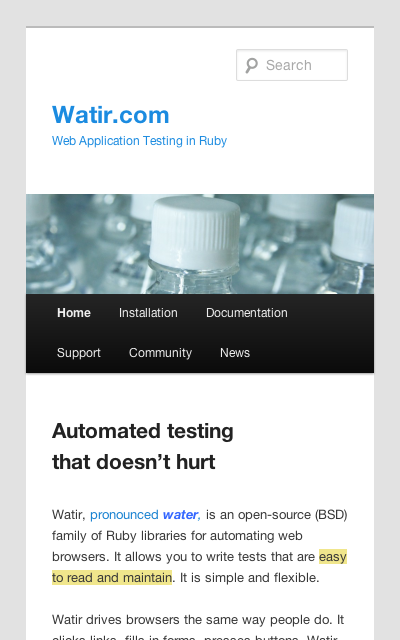 Search
Watir.com
Web Application Testing in Ruby
Home Installation Documentation
Support Community News
Automated testing
that doesn’t hurt
Watir, pronounced water, is an open-source (BSD)
family of Ruby libraries for automating web
browsers. It allows you to write tests that are easy
to read and maintain. It is simple and flexible.
Watir drives browsers the same way people do. It
clicks links, fills in forms, presses buttons. Watir